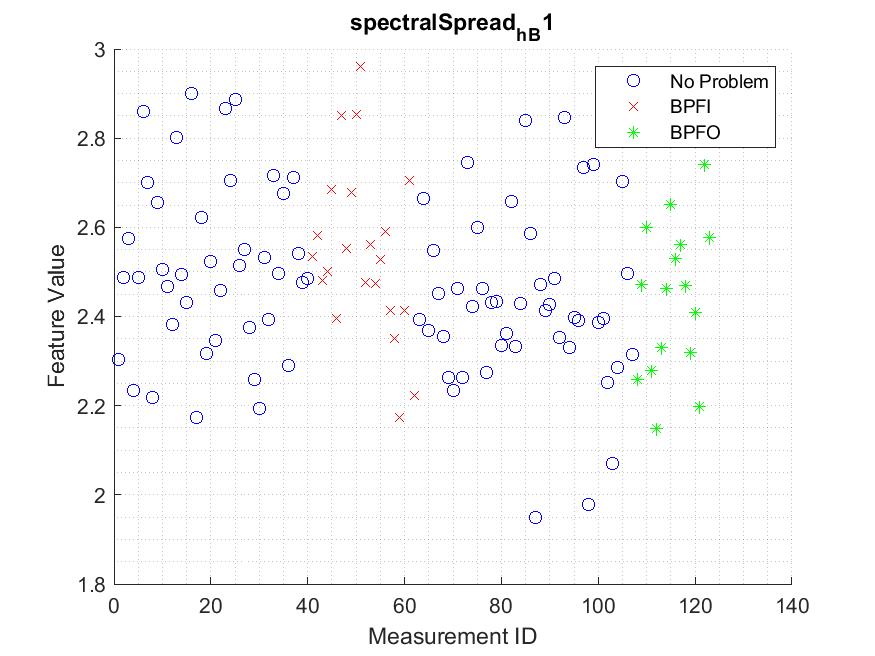 spectralSpread_hB1
No Problem
BPFI
BPFO
Feature Value
3
2.8
2.6
2.4
2.2
2
1.8
0 20 40 60 80 100 120 140
Measurement ID